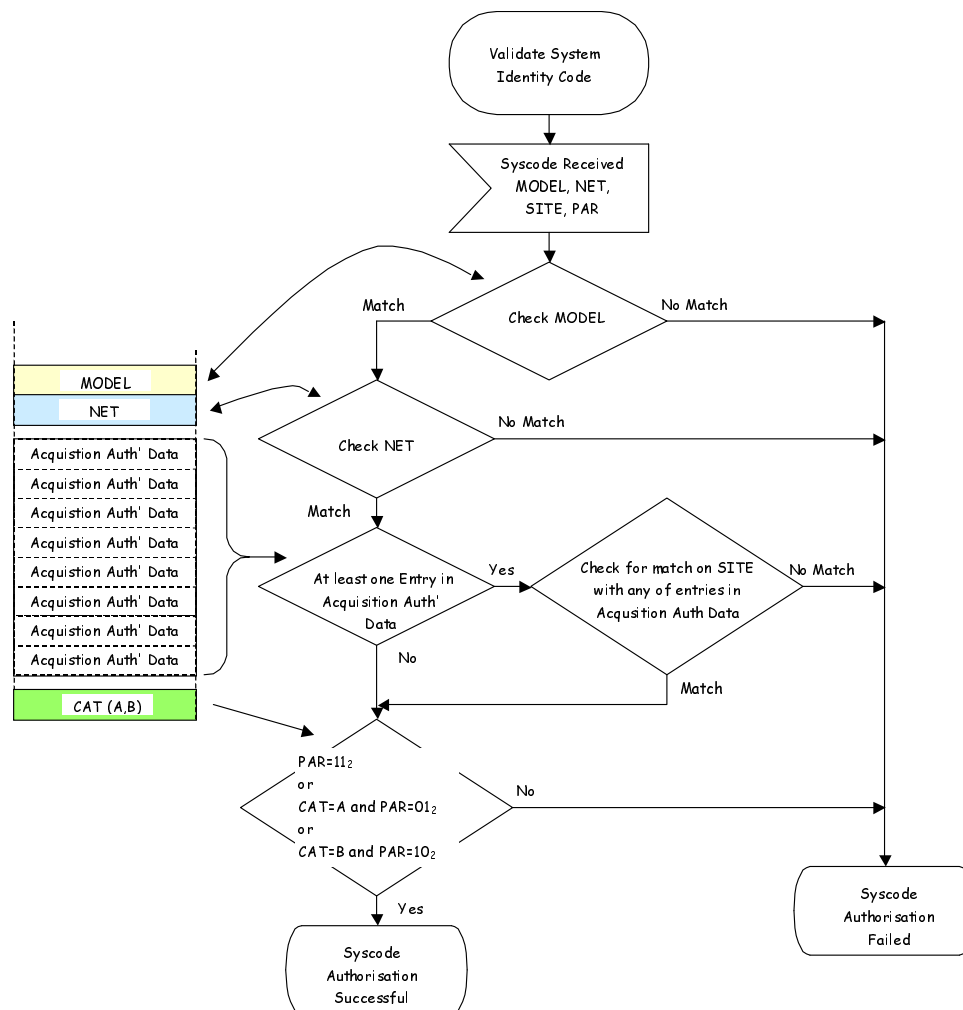 Validate System
Identity Code
Syscode Received
MODEL, NET,
SITE, PAR
Match
No Match
Check MODEL
MODEL
NET
No Match
Check NET
Acquistion Auth' Data
Acquistion Auth' Data
Acquistion Auth' Data
Acquistion Auth' Data
Acquistion Auth' Data
Acquistion Auth' Data
Acquistion Auth' Data
Acquistion Auth' Data
Match
At least one Entry in
Acquisition Auth'
Data
Yes
Check for match on SITE
with any of entries in
Acqusition Auth Data
No Match
No
Match
CAT (A,B)
PAR=11₂
or
CAT=A and PAR=01₂
or
CAT=B and PAR=10₂
No
Yes
Syscode
Authorisation
Failed
Syscode
Authorisation
Successful